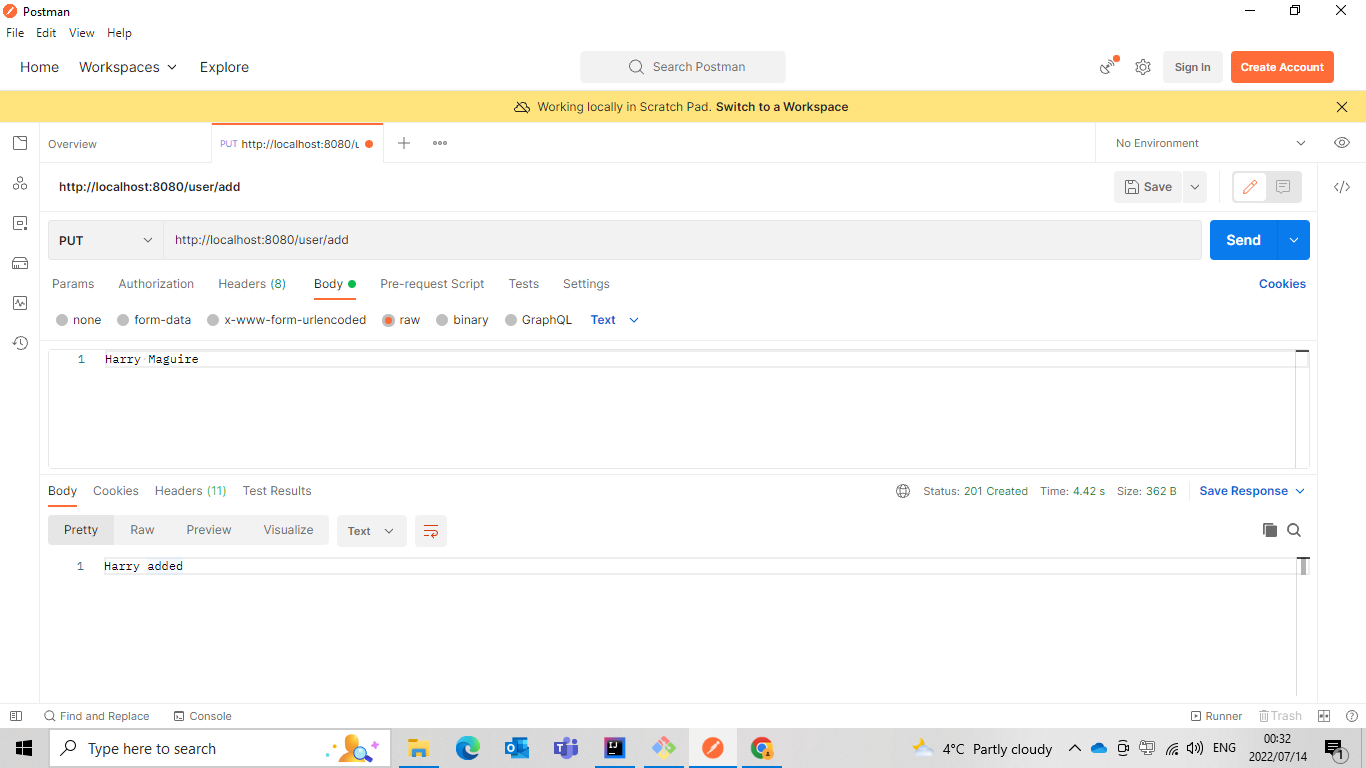 Postman
File Edit View Help
Home Workspaces Explore Search Postman Sign In Create Account
Working locally in Scratch Pad. Switch to a Workspace
Overview PUT http://localhost:8080/u No Environment
http://localhost:8080/user/add Save
PUT http://localhost:8080/user/add Send
Params Authorization Headers (8) Body Pre-request Script Tests Settings Cookies
none form-data x-www-form-urlencoded raw binary GraphQL Text
1 Harry Maguire
Body Cookies Headers (11) Test Results Status: 201 Created Time: 4.42 s Size: 362 B Save Response
Pretty Raw Preview Visualize Text
1 Harry added
Find and Replace Console Runner Trash
Type here to search 4°C Partly cloudy ENG 00:32
2022/07/14 1